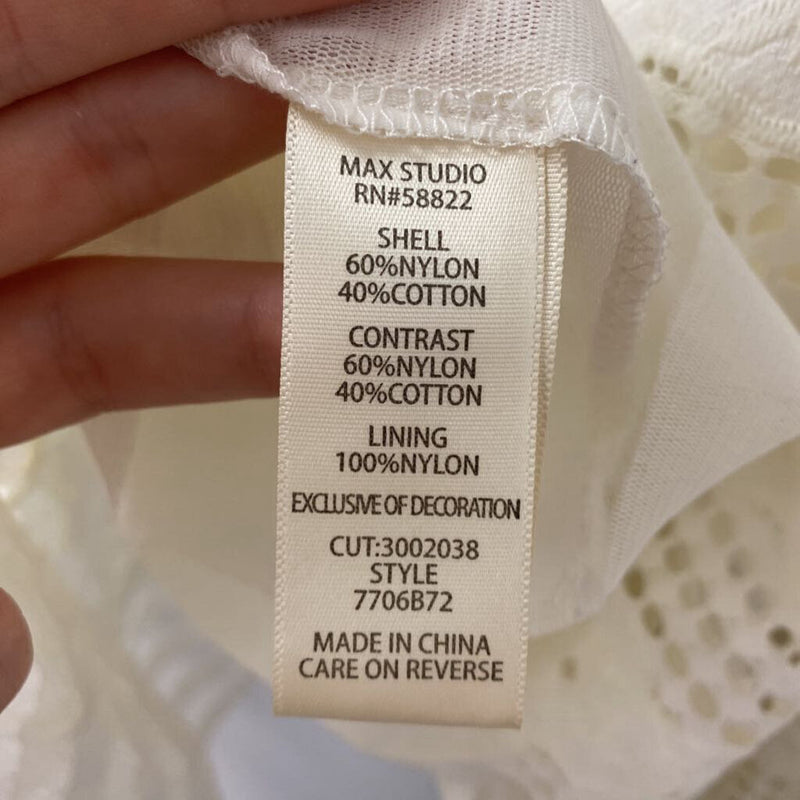 MAX STUDIO
RN#58822
SHELL
60%NYLON
40%COTTON
CONTRAST
60%NYLON
40%COTTON
LINING
100%NYLON
EXCLUSIVE OF DECORATION
CUT:3002038
STYLE
7706B72
MADE IN CHINA
CARE ON REVERSE